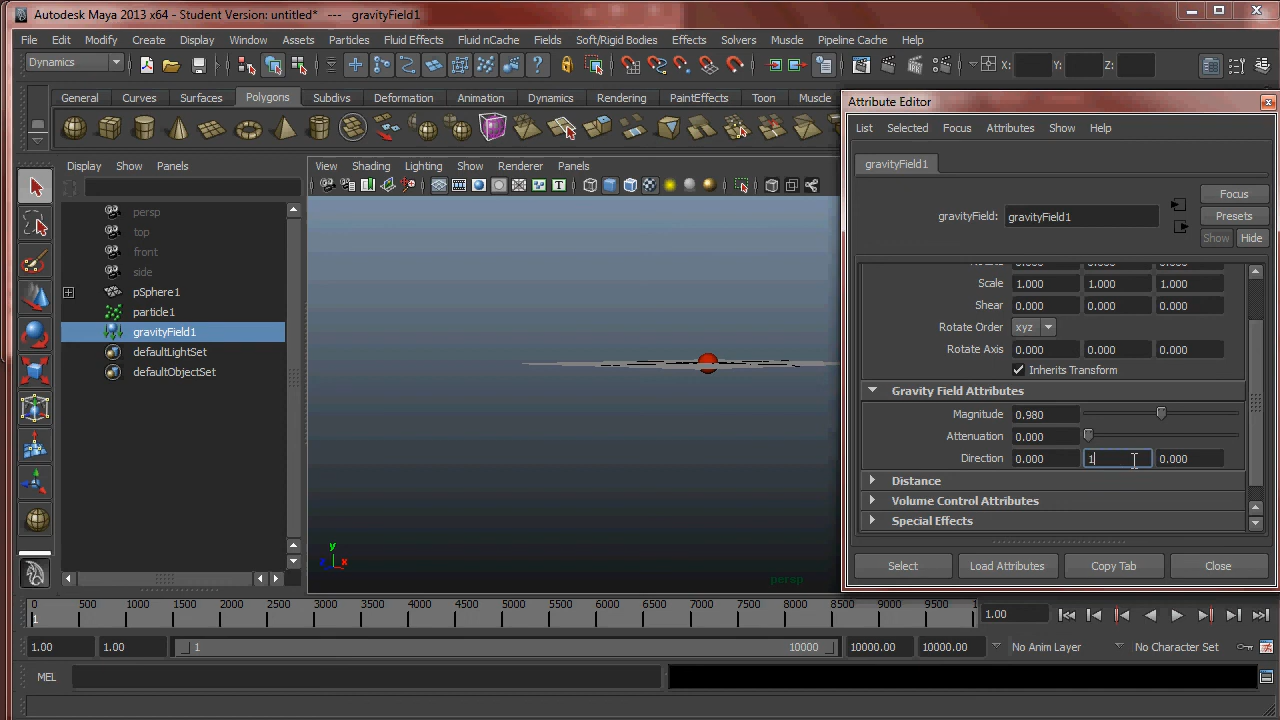 Autodesk Maya 2013 x64 - Student Version: untitled* --- gravityField1
File Edit Modify Create Display Window Assets Particles Fluid Effects Fluid nCache Fields Soft/Rigid Bodies Effects Solvers Muscle Pipeline Cache Help
Dynamics X: Y: Z:
General Curves Surfaces Polygons Subdivs Deformation Animation Dynamics Rendering PaintEffects Toon Muscle
Attribute Editor
List Selected Focus Attributes Show Help
Display Show Panels
View Shading Lighting Show Renderer Panels
gravityField1
persp
top
front
side
pSphere1
particle1
gravityField1
defaultLightSet
defaultObjectSet
gravityField: gravityField1
Focus
Presets
Show Hide
Scale 1.000 1.000 1.000
Shear 0.000 0.000 0.000
Rotate Order xyz
Rotate Axis 0.000 0.000 0.000
Inherits Transform
Gravity Field Attributes
Magnitude 0.980
Attenuation 0.000
Direction 0.000 1 0.000
Distance
Volume Control Attributes
Special Effects
Select Load Attributes Copy Tab Close
y
x
persp
0 500 1000 1500 2000 2500 3000 3500 4000 4500 5000 5500 6000 6500 7000 7500 8000 8500 9000 9500 10
1
1.00
1.00 1.00 1 10000 10000.00 10000.00 No Anim Layer No Character Set
MEL